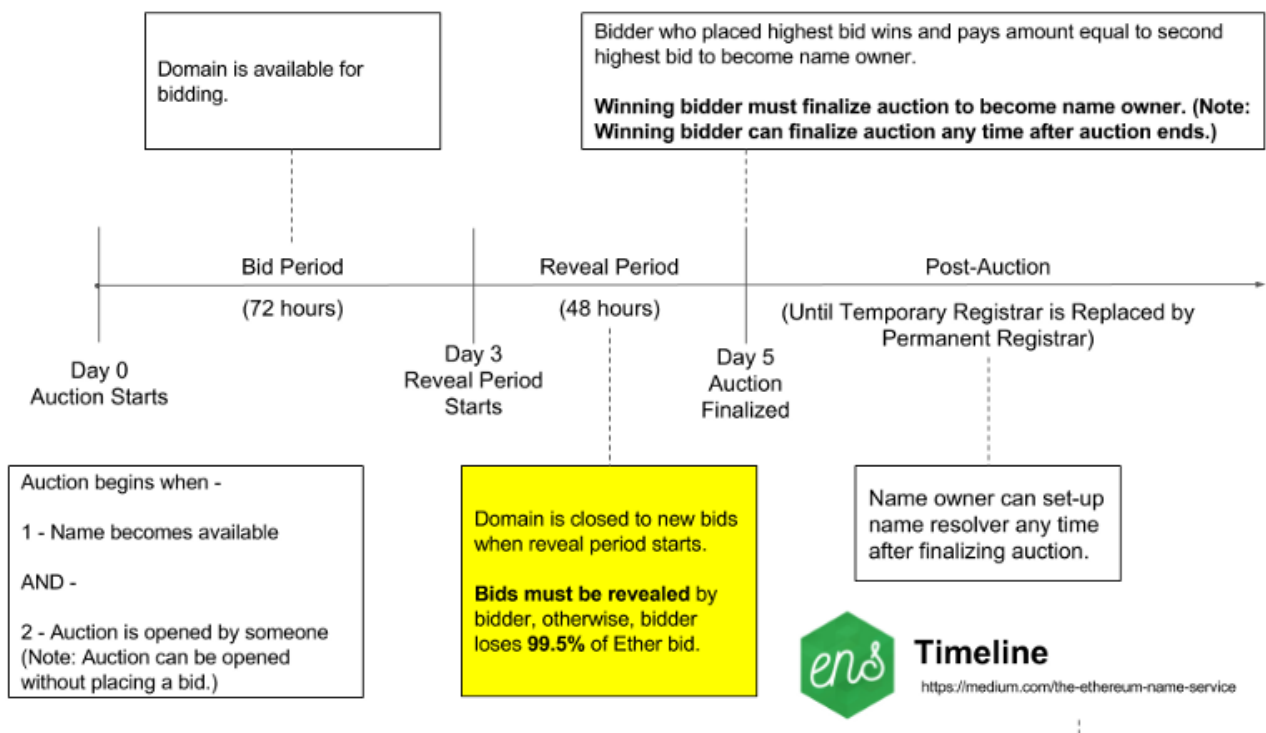 Domain is available for
bidding.
Bidder who placed highest bid wins and pays amount equal to second
highest bid to become name owner.
Winning bidder must finalize auction to become name owner. (Note:
Winning bidder can finalize auction any time after auction ends.)
Bid Period
(72 hours)
Reveal Period
(48 hours)
Post-Auction
(Until Temporary Registrar is Replaced by
Permanent Registrar)
Day 0
Auction Starts
Day 3
Reveal Period
Starts
Day 5
Auction
Finalized
Auction begins when -
1 - Name becomes available
AND -
2 - Auction is opened by someone
(Note: Auction can be opened
without placing a bid.)
Domain is closed to new bids
when reveal period starts.
Bids must be revealed by
bidder, otherwise, bidder
loses 99.5% of Ether bid.
Name owner can set-up
name resolver any time
after finalizing auction.
ens
Timeline
https://medium.com/the-ethereum-name-service